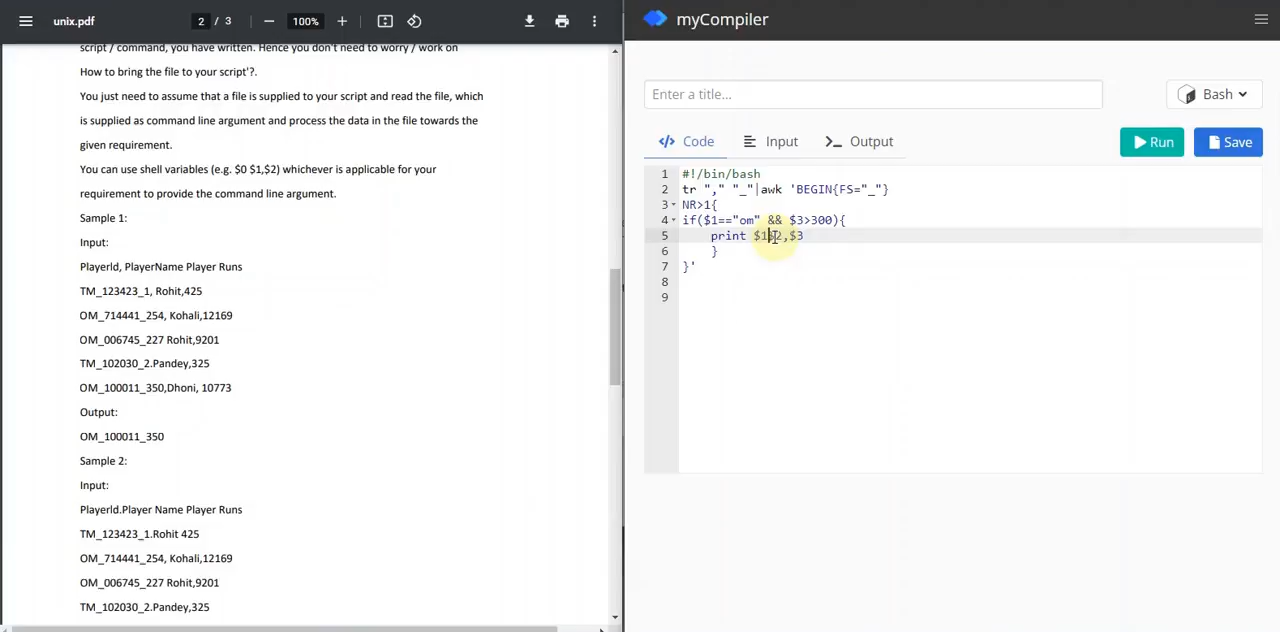 unix.pdf
2 / 3
100%
script / command, you have written. Hence you don't need to worry / work on
How to bring the file to your script'?.
You just need to assume that a file is supplied to your script and read the file, which
is supplied as command line argument and process the data in the file towards the
given requirement.
You can use shell variables (e.g. $0 $1,$2) whichever is applicable for your
requirement to provide the command line argument.
Sample 1:
Input:
PlayerId, PlayerName Player Runs
TM_123423_1, Rohit,425
OM_714441_254, Kohali,12169
OM_006745_227 Rohit,9201
TM_102030_2.Pandey,325
OM_100011_350,Dhoni, 10773
Output:
OM_100011_350
Sample 2:
Input:
PlayerId.Player Name Player Runs
TM_123423_1.Rohit 425
OM_714441_254, Kohali,12169
OM_006745_227 Rohit,9201
TM_102030_2.Pandey,325
myCompiler
Enter a title...
Bash
Code
Input
Output
Run
Save
1 #!/bin/bash
2 tr "," "_"|awk 'BEGIN{FS="_"}
3 NR>1{
4 if($1=="om" && $3>300){
5 print $1$2,$3
6 }
7 }'
8
9